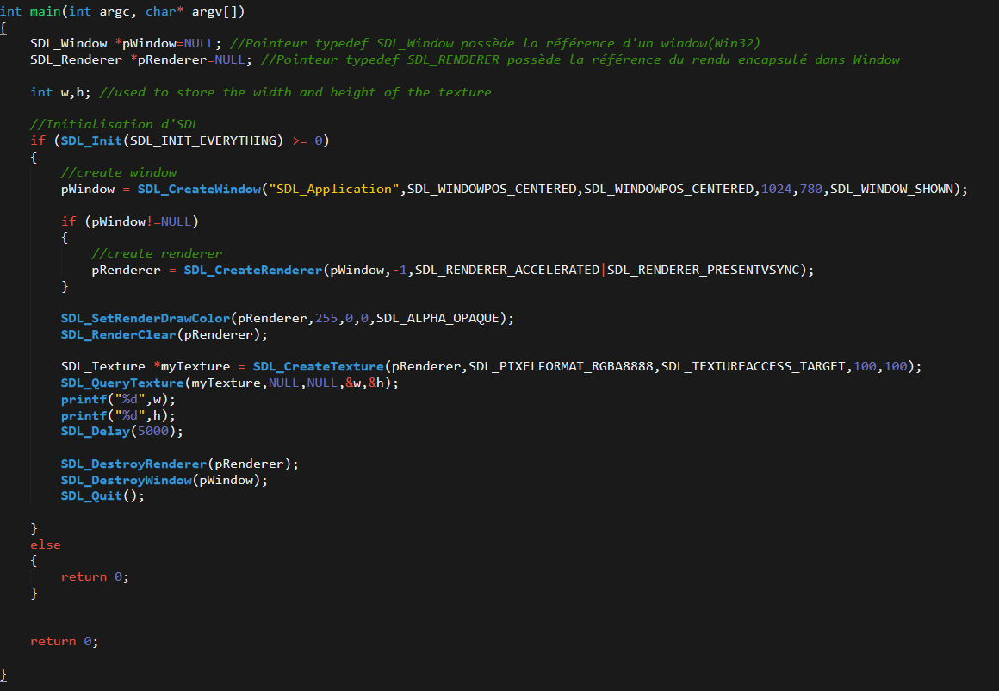 int main(int argc, char* argv[])
{
    SDL_Window *pWindow=NULL; //Pointeur typedef SDL_Window possède la référence d'un window(Win32)
    SDL_Renderer *pRenderer=NULL; //Pointeur typedef SDL_RENDERER possède la référence du rendu encapsulé dans Window

    int w,h; //used to store the width and height of the texture

    //Initialisation d'SDL
    if (SDL_Init(SDL_INIT_EVERYTHING) >= 0)
    {
        //create window
        pWindow = SDL_CreateWindow("SDL_Application",SDL_WINDOWPOS_CENTERED,SDL_WINDOWPOS_CENTERED,1024,780,SDL_WINDOW_SHOWN);

        if (pWindow!=NULL)
        {
            //create renderer
            pRenderer = SDL_CreateRenderer(pWindow,-1,SDL_RENDERER_ACCELERATED|SDL_RENDERER_PRESENTVSYNC);
        }

        SDL_SetRenderDrawColor(pRenderer,255,0,0,SDL_ALPHA_OPAQUE);
        SDL_RenderClear(pRenderer);

        SDL_Texture *myTexture = SDL_CreateTexture(pRenderer,SDL_PIXELFORMAT_RGBA8888,SDL_TEXTUREACCESS_TARGET,100,100);
        SDL_QueryTexture(myTexture,NULL,NULL,&w,&h);
        printf("%d",w);
        printf("%d",h);
        SDL_Delay(5000);

        SDL_DestroyRenderer(pRenderer);
        SDL_DestroyWindow(pWindow);
        SDL_Quit();

    }
    else
    {
        return 0;
    }


    return 0;

}